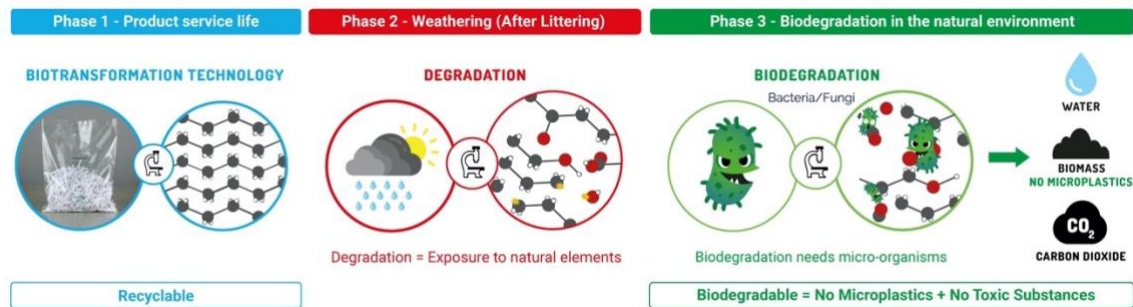 Phase 1 - Product service life
Phase 2 - Weathering (After Littering)
Phase 3 - Biodegradation in the natural environment
BIOTRANSFORMATION TECHNOLOGY
DEGRADATION
BIODEGRADATION
Bacteria/Fungi
WATER
BIOMASS
NO MICROPLASTICS
CO2
CARBON DIOXIDE
Degradation = Exposure to natural elements
Biodegradation needs micro-organisms
Recyclable
Biodegradable = No Microplastics + No Toxic Substances